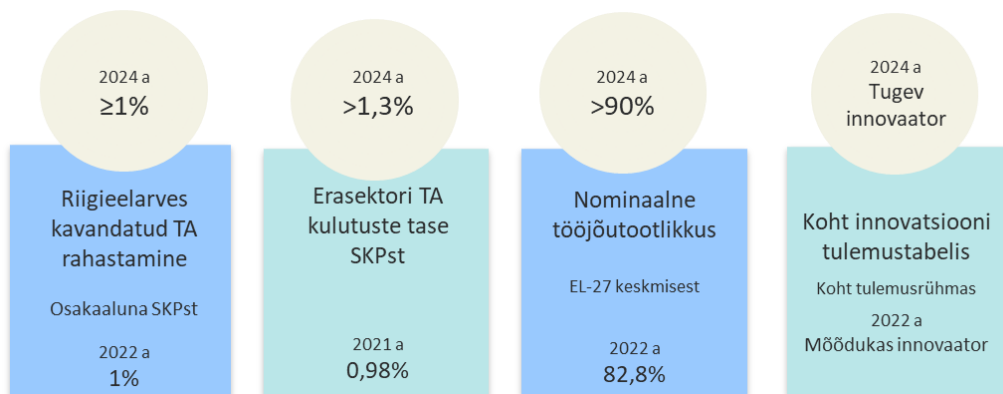 2024 a
≥1%
Riigieelarves
kavandatud TA
rahastamine
Osakaaluna SKPst
2022 a
1%
2024 a
>1,3%
Erasektori TA
kulutuste tase
SKPst
2021 a
0,98%
2024 a
>90%
Nominaalne
tööjõutootlikkus
EL-27 keskmisest
2022 a
82,8%
2024 a
Tugev
innovaator
Koht innovatsiooni
tulemustabelis
Koht tulemusrühmas
2022 a
Mõõdukas innovaator